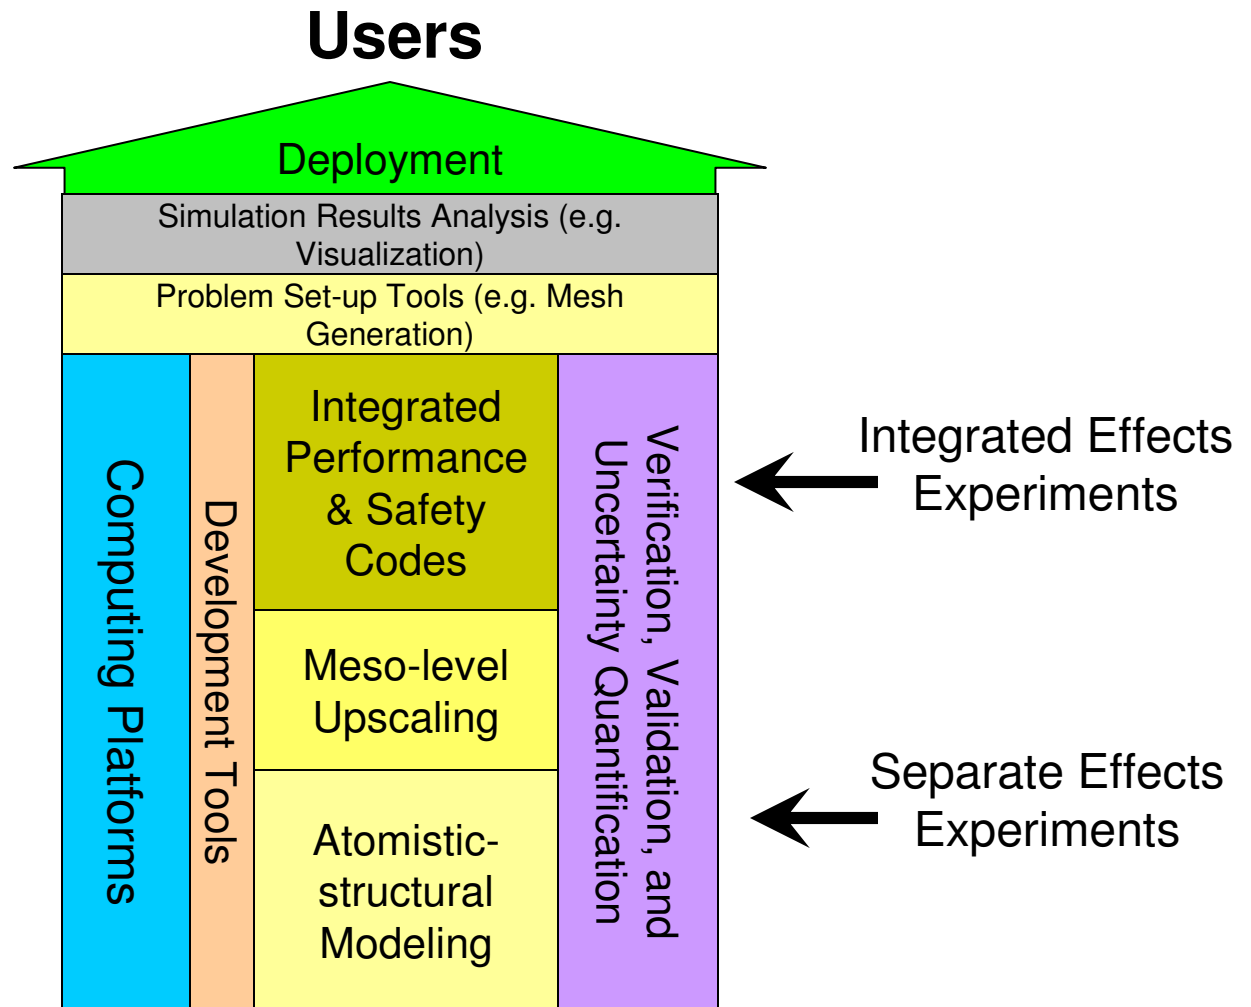 Users
Deployment
Simulation Results Analysis (e.g.
Visualization)
Problem Set-up Tools (e.g. Mesh
Generation)
Computing Platforms
Development Tools
Integrated
Performance
& Safety
Codes
Meso-level
Upscaling
Atomistic-
structural
Modeling
Verification, Validation, and
Uncertainty Quantification
Integrated Effects
Experiments
Separate Effects
Experiments